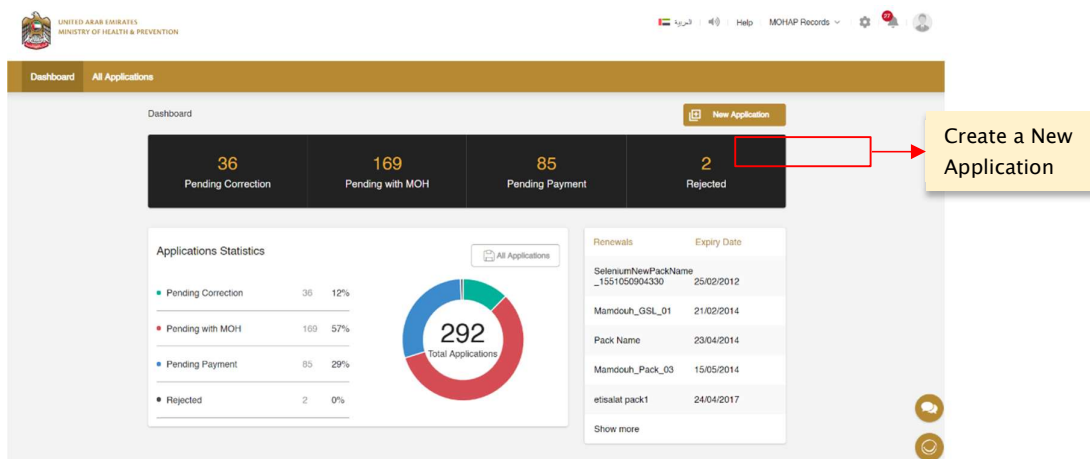 UNITED ARAB EMIRATES
MINISTRY OF HEALTH & PREVENTION
العربية
Help
MOHAP Records
27
Dashboard
All Applications
Dashboard
New Application
36
Pending Correction
169
Pending with MOH
85
Pending Payment
2
Rejected
Create a New
Application
Applications Statistics
All Applications
Pending Correction 36 12%
Pending with MOH 169 57%
Pending Payment 85 29%
Rejected 2 0%
292
Total Applications
Renewals Expiry Date
SeleniumNewPackName
_1551050904330 25/02/2012
Mamdouh_GSL_01 21/02/2014
Pack Name 23/04/2014
Mamdouh_Pack_03 15/05/2014
etisalat pack1 24/04/2017
Show more